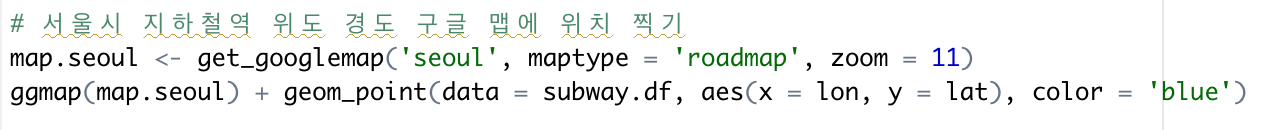 # 서울시 지하철역 위도 경도 구글 맵에 위치 찍기
map.seoul <- get_googlemap('seoul', maptype = 'roadmap', zoom = 11)
ggmap(map.seoul) + geom_point(data = subway.df, aes(x = lon, y = lat), color = 'blue')